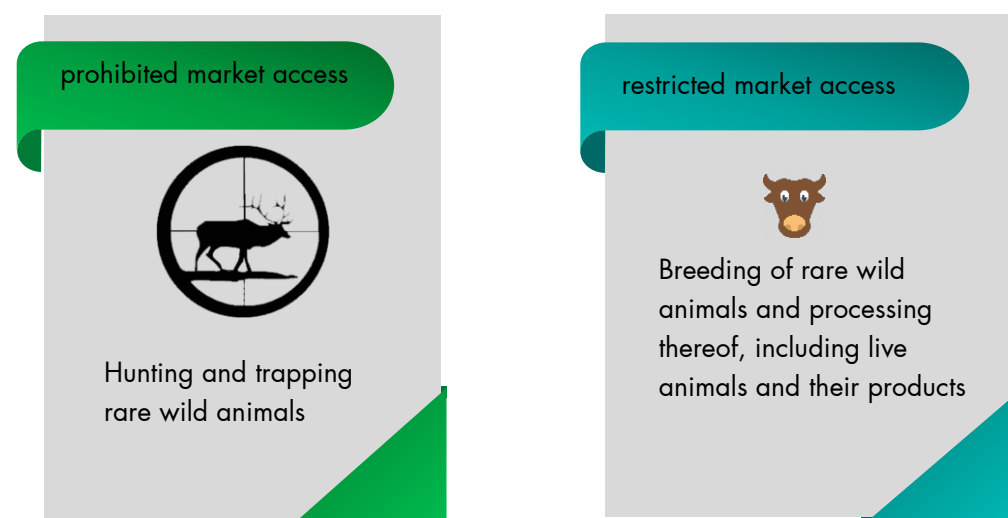 prohibited market access
Hunting and trapping
rare wild animals
restricted market access
Breeding of rare wild
animals and processing
thereof, including live
animals and their products